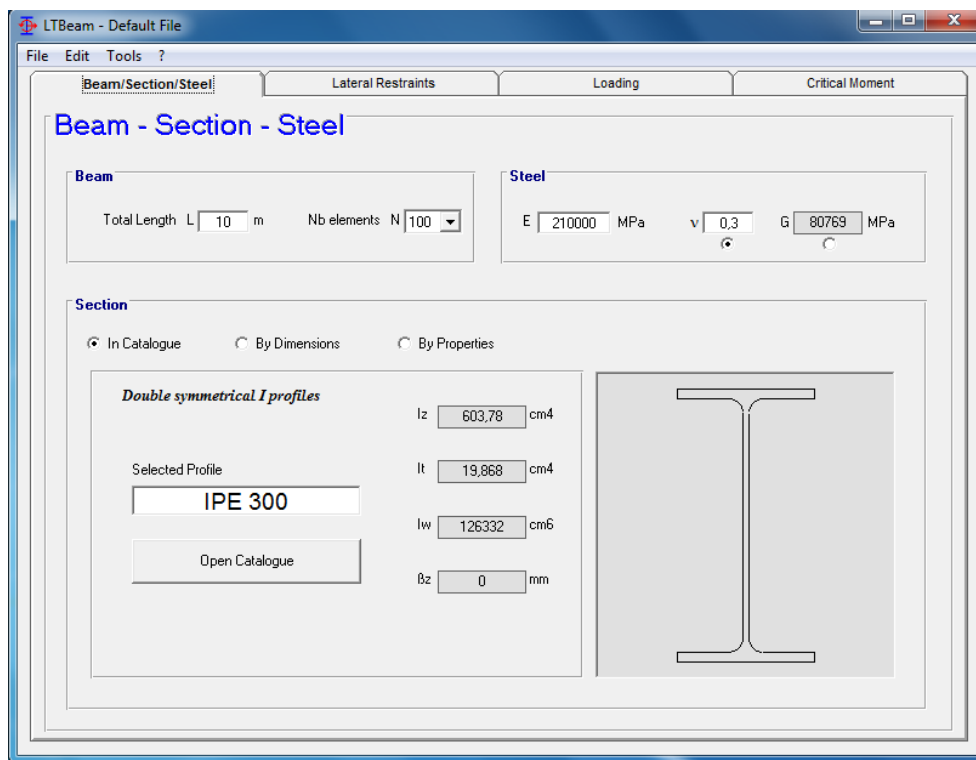 LTBeam - Default File
File Edit Tools ?
Beam/Section/Steel Lateral Restraints Loading Critical Moment
Beam - Section - Steel
Beam
Total Length L 10 m Nb elements N 100
Steel
E 210000 MPa ν 0,3 G 80769 MPa
Section
In Catalogue By Dimensions By Properties
Double symmetrical I profiles
Selected Profile
IPE 300
Open Catalogue
Iz 603,78 cm4
It 19,868 cm4
Iw 126332 cm6
ßz 0 mm